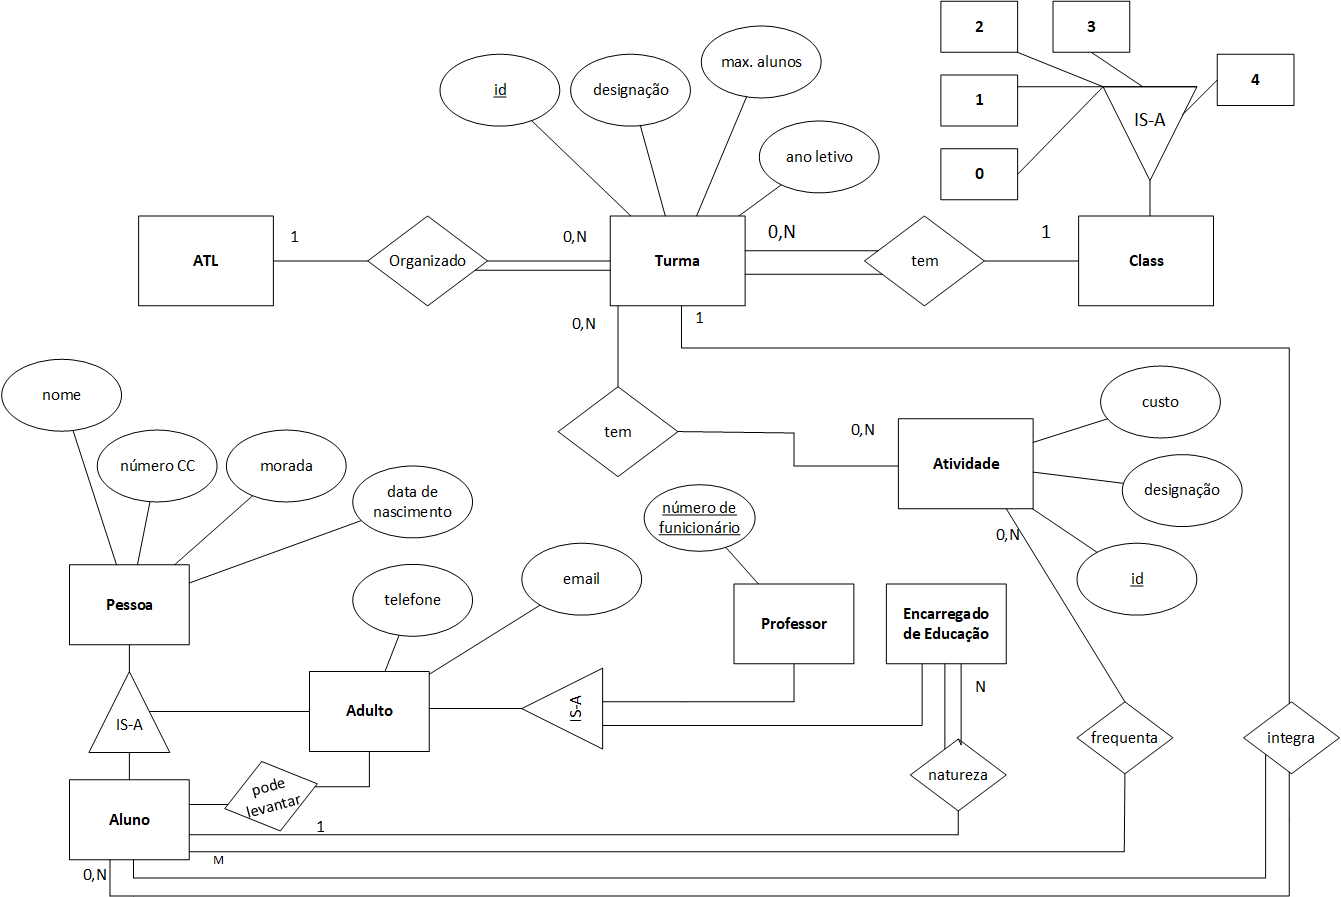 2
3
4
1
0
IS-A
max. alunos
id
designação
ano letivo
ATL
1
Organizado
0,N
Turma
0,N
tem
1
Class
0,N
1
nome
número CC
morada
data de
nascimento
tem
0,N
Atividade
custo
designação
id
0,N
número de
funicionário
Pessoa
telefone
email
Professor
Encarregado
de Educação
N
IS-A
Adulto
IS-A
frequenta
integra
natureza
pode
levantar
Aluno
1
M
0,N